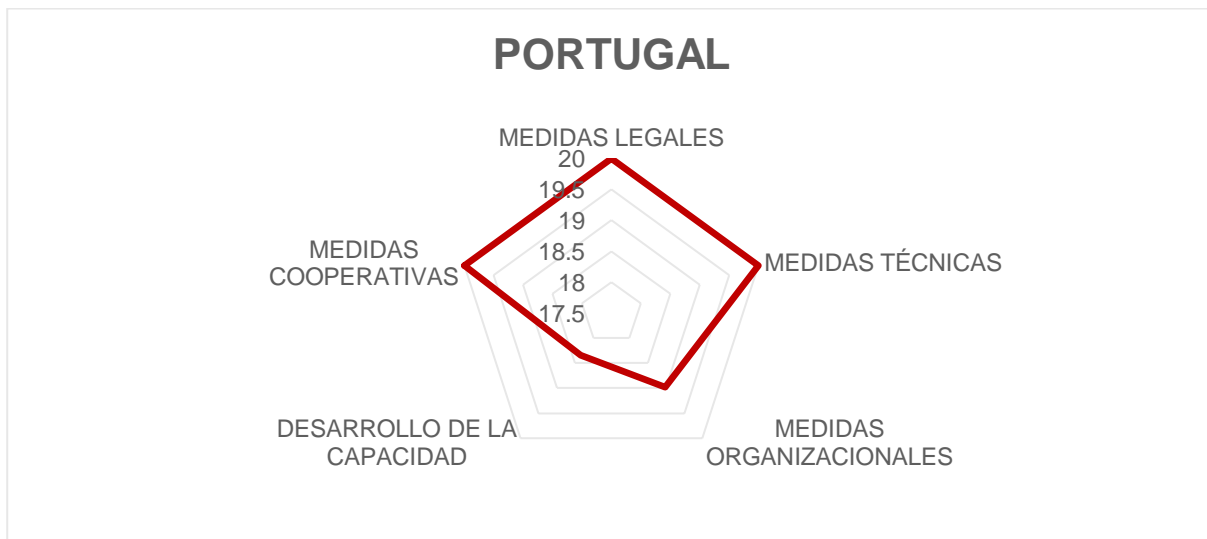 PORTUGAL
MEDIDAS LEGALES
20
19.5
19
18.5
18
17.5
MEDIDAS TÉCNICAS
MEDIDAS
ORGANIZACIONALES
DESARROLLO DE LA
CAPACIDAD
MEDIDAS
COOPERATIVAS